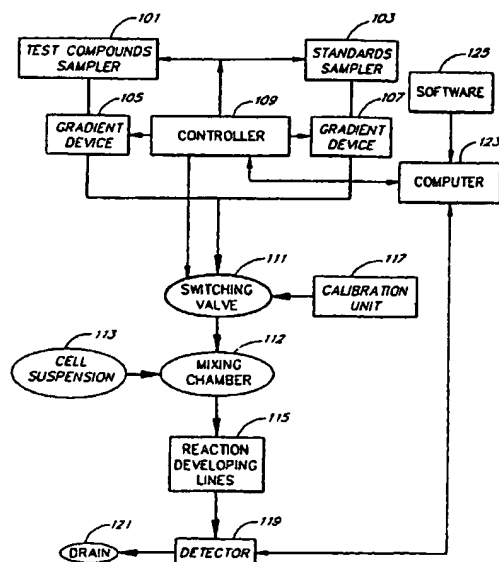 101
TEST COMPOUNDS
SAMPLER
103
STANDARDS
SAMPLER
125
SOFTWARE
105
GRADIENT
DEVICE
109
CONTROLLER
107
GRADIENT
DEVICE
123
COMPUTER
111
SWITCHING
VALVE
117
CALIBRATION
UNIT
113
CELL
SUSPENSION
112
MIXING
CHAMBER
115
REACTION
DEVELOPING
LINES
121
DRAIN
119
DETECTOR